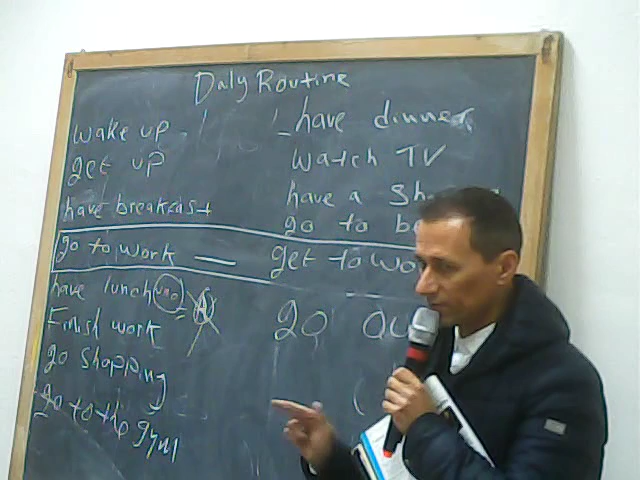 Daly Routine
wake up
get up
have breakfast
go to work
have lunch
Finish work
go shopping
go to the gym
have dinner
watch TV
have a
go to
get to
go